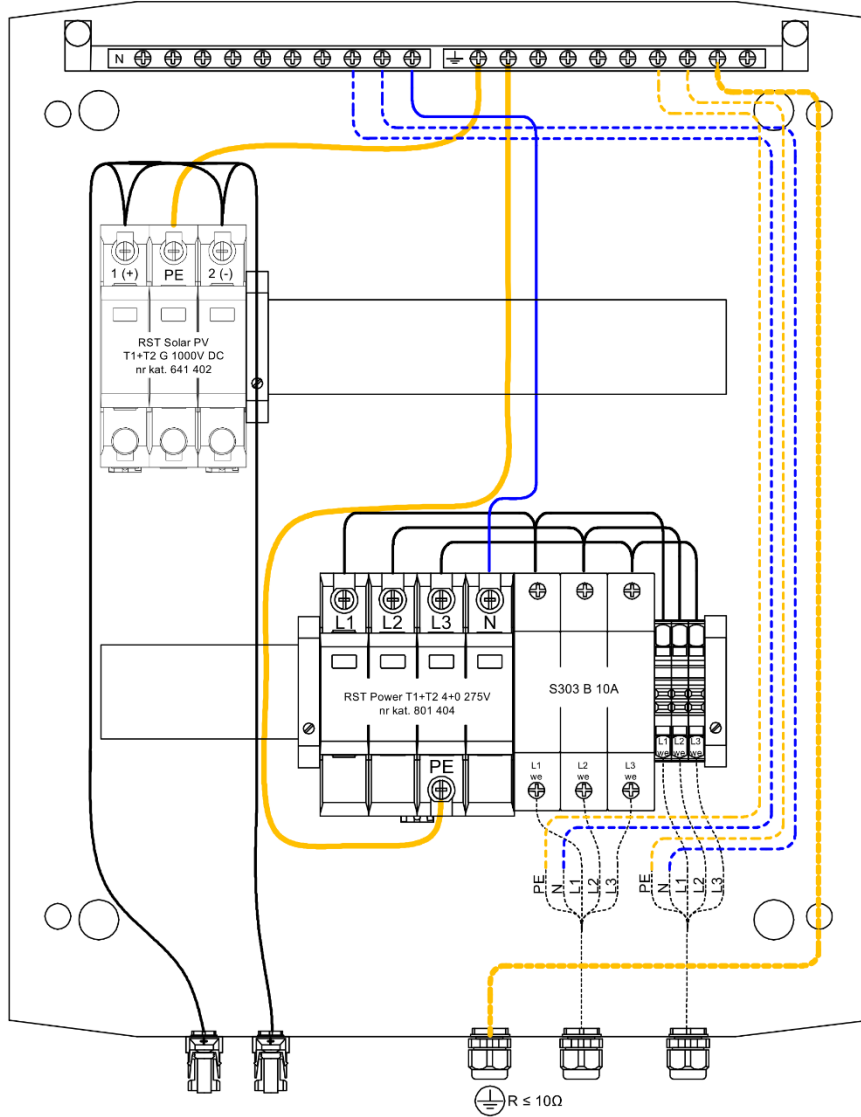 N
1 (+)
PE
2 (-)
RST Solar PV
T1+T2 G 1000V DC
nr kat. 641 402
L1
L2
L3
N
RST Power T1+T2 4+0 275V
nr kat. 801 404
PE
S303 B 10A
L1
we
L2
we
L3
we
L1
we
L2
we
L3
we
PE
N
L1
L2
L3
PE
N
L1
L2
L3
R ≤ 10Ω